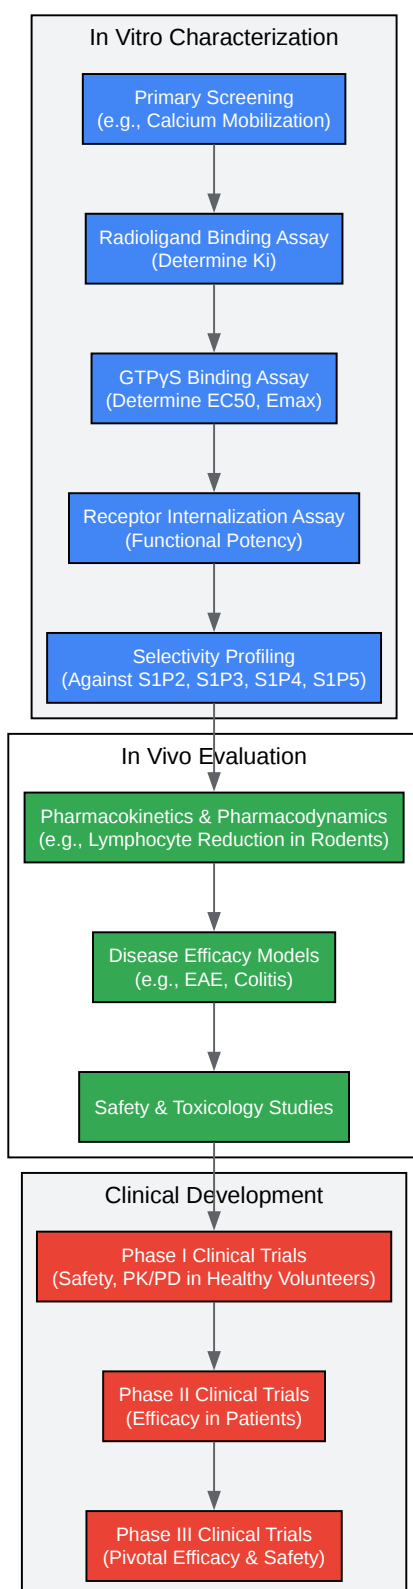 In Vitro Characterization
Primary Screening
(e.g., Calcium Mobilization)
Radioligand Binding Assay
(Determine Ki)
GTPγS Binding Assay
(Determine EC50, Emax)
Receptor Internalization Assay
(Functional Potency)
Selectivity Profiling
(Against S1P2, S1P3, S1P4, S1P5)
In Vivo Evaluation
Pharmacokinetics & Pharmacodynamics
(e.g., Lymphocyte Reduction in Rodents)
Disease Efficacy Models
(e.g., EAE, Colitis)
Safety & Toxicology Studies
Clinical Development
Phase I Clinical Trials
(Safety, PK/PD in Healthy Volunteers)
Phase II Clinical Trials
(Efficacy in Patients)
Phase III Clinical Trials
(Pivotal Efficacy & Safety)